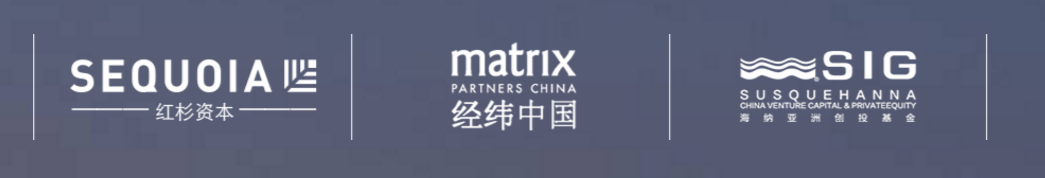 SEQUOIA
红杉资本
matrix
PARTNERS CHINA
经纬中国
SIG
SUSQUEHANNA
CHINA VENTURE CAPITAL & PRIVATEEQUITY
海纳亚洲创投基金